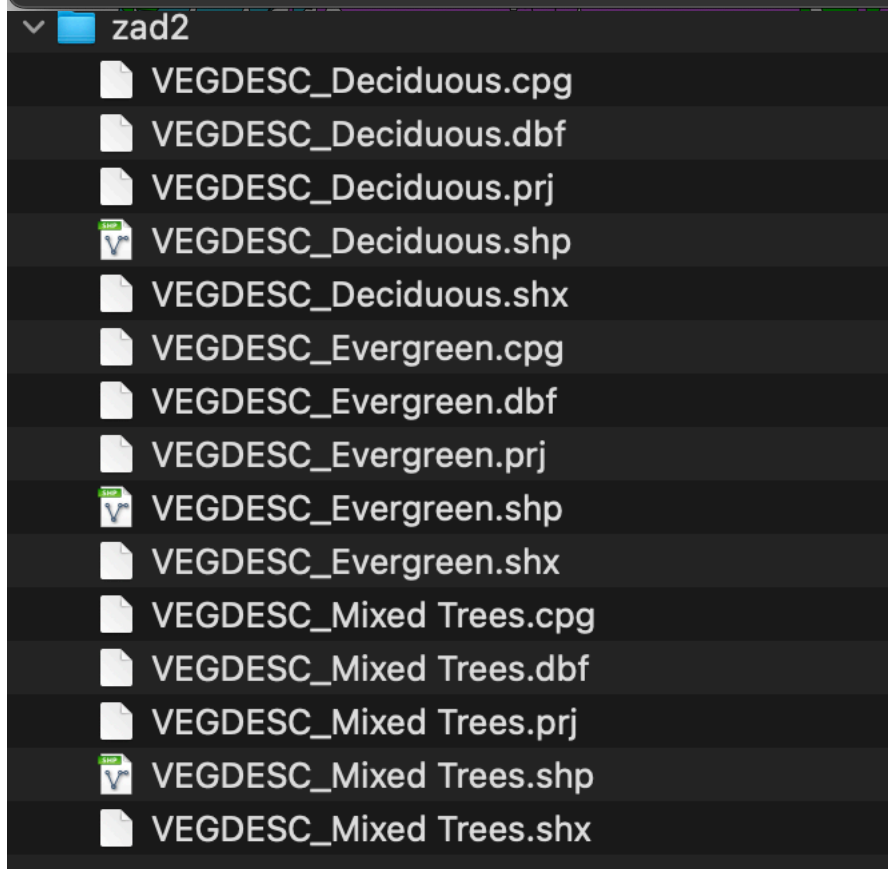 zad2
VEGDESC_Deciduous.cpg
VEGDESC_Deciduous.dbf
VEGDESC_Deciduous.prj
VEGDESC_Deciduous.shp
VEGDESC_Deciduous.shx
VEGDESC_Evergreen.cpg
VEGDESC_Evergreen.dbf
VEGDESC_Evergreen.prj
VEGDESC_Evergreen.shp
VEGDESC_Evergreen.shx
VEGDESC_Mixed Trees.cpg
VEGDESC_Mixed Trees.dbf
VEGDESC_Mixed Trees.prj
VEGDESC_Mixed Trees.shp
VEGDESC_Mixed Trees.shx